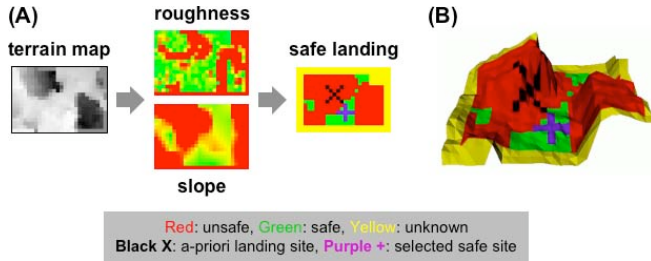 (A)
roughness
terrain map
safe landing
(B)
slope
Red: unsafe, Green: safe, Yellow: unknown
Black X: a-priori landing site, Purple +: selected safe site